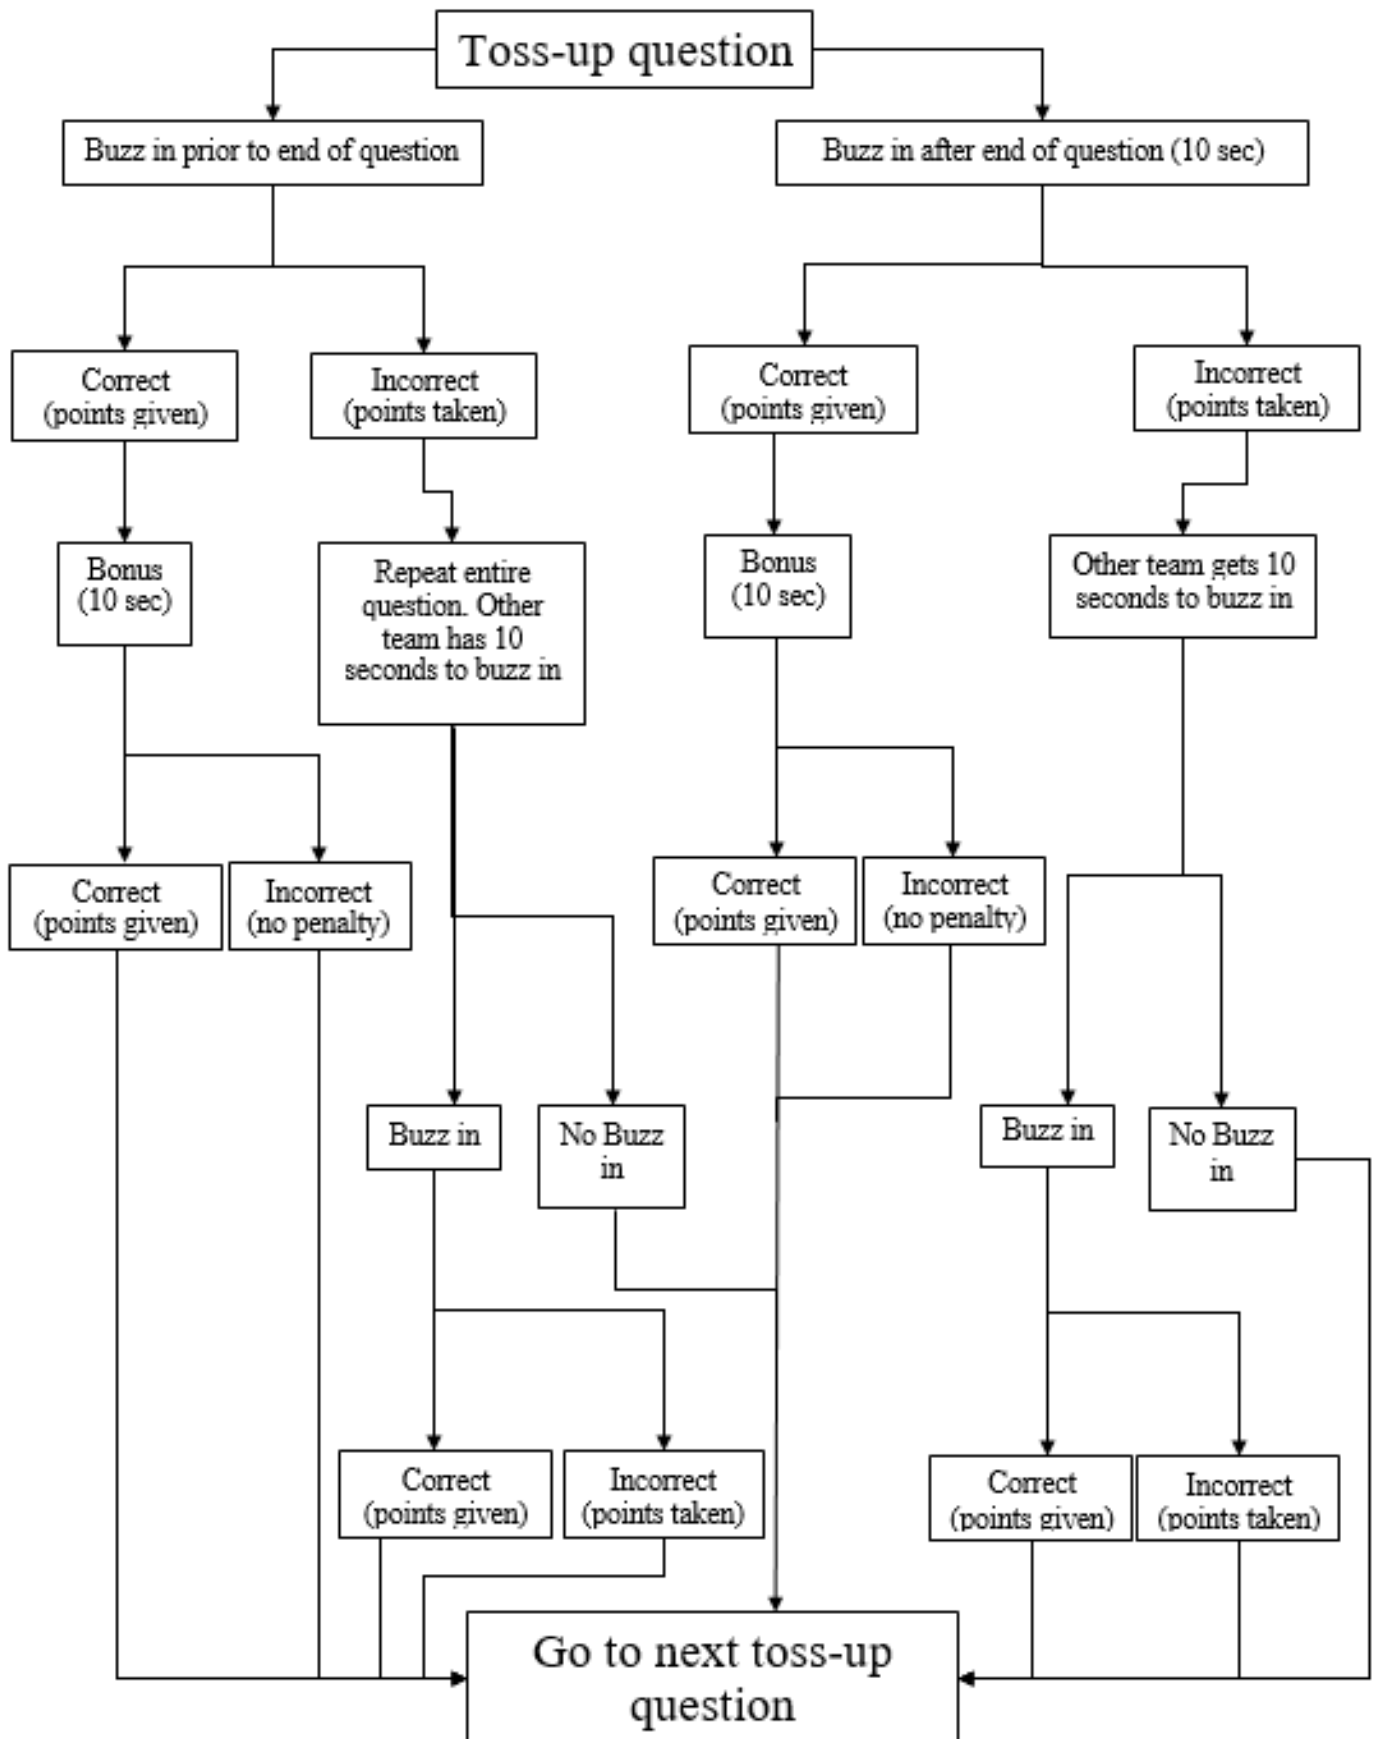 Toss-up question
Buzz in prior to end of question
Buzz in after end of question (10 sec)
Correct
(points given)
Incorrect
(points taken)
Correct
(points given)
Incorrect
(points taken)
Bonus
(10 sec)
Repeat entire
question. Other
team has 10
seconds to buzz in
Bonus
(10 sec)
Other team gets 10
seconds to buzz in
Correct
(points given)
Incorrect
(no penalty)
Correct
(points given)
Incorrect
(no penalty)
Buzz in
No Buzz
in
Buzz in
No Buzz
in
Correct
(points given)
Incorrect
(points taken)
Correct
(points given)
Incorrect
(points taken)
Go to next toss-up
question